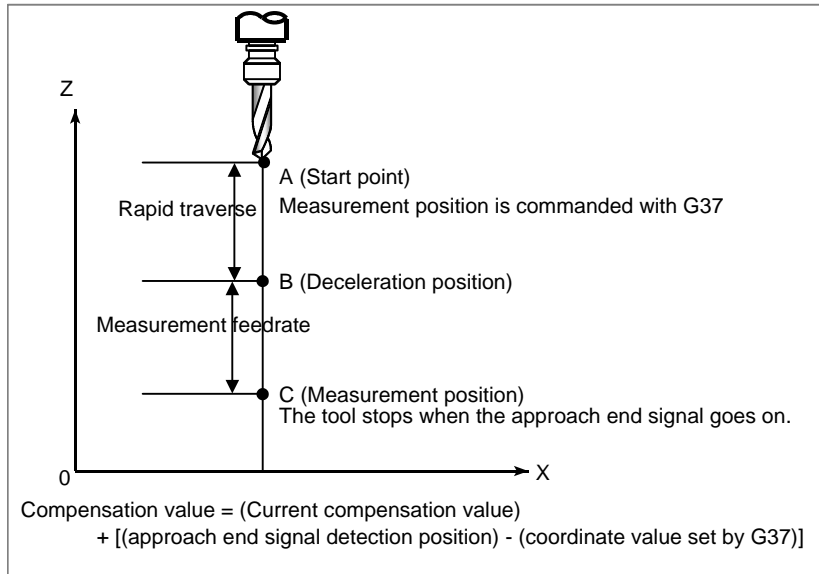 Z
A (Start point)
Rapid traverse
Measurement position is commanded with G37
B (Deceleration position)
Measurement feedrate
C (Measurement position)
The tool stops when the approach end signal goes on.
0
X
Compensation value = (Current compensation value)
+ [(approach end signal detection position) - (coordinate value set by G37)]